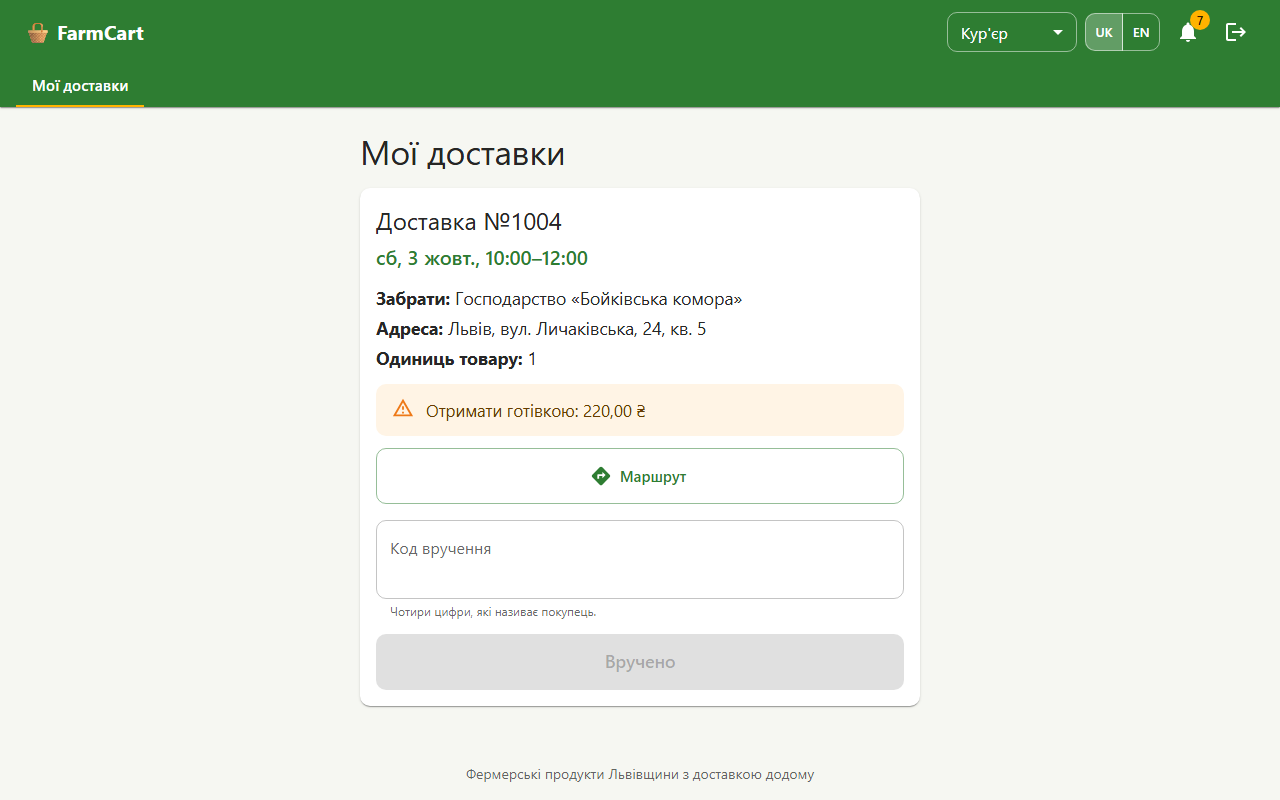 FarmCart
Кур'єр
UK
EN
7
Мої доставки
Мої доставки
Доставка №1004
сб, 3 жовт., 10:00–12:00
Забрати: Господарство «Бойківська комора»
Адреса: Львів, вул. Личаківська, 24, кв. 5
Одиниць товару: 1
Отримати готівкою: 220,00 ₴
Маршрут
Код вручення
Чотири цифри, які називає покупець.
Вручено
Фермерські продукти Львівщини з доставкою додому